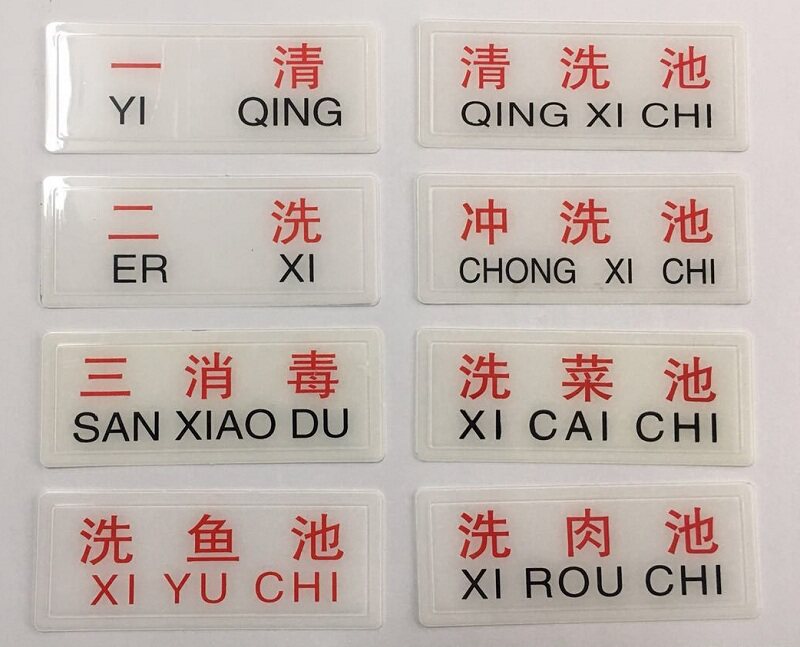 一 清
YI QING
清 洗 池
QING XI CHI
二 洗
ER XI
冲 洗 池
CHONG XI CHI
三 消 毒
SAN XIAO DU
洗 菜 池
XI CAI CHI
洗 鱼 池
XI YU CHI
洗 肉 池
XI ROU CHI